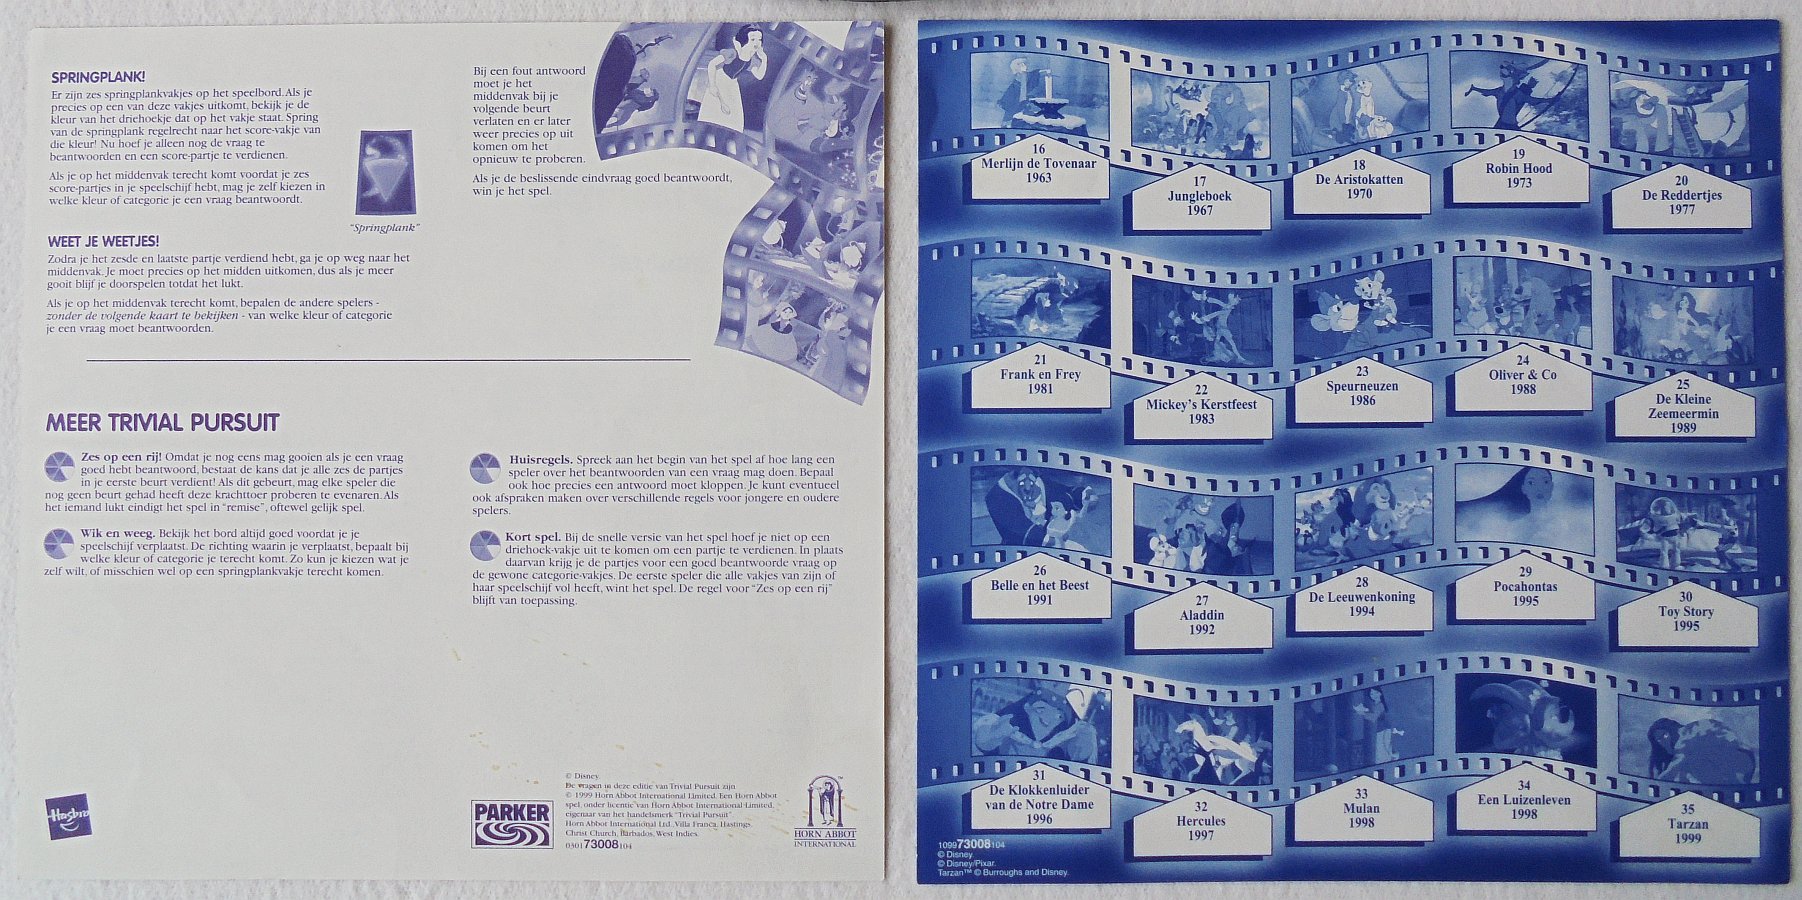 SPRINGPLANK!
Er zijn zes springplankvakjes op het speelbord. Als je
precies op een van deze vakjes uitkomt, bekijk je de
kleur van het driehoekje dat op het vakje staat. Spring
van de springplank regelrecht naar het score-vakje van
die kleur! Nu hoef je alleen nog de vraag te
beantwoorden en een score-partje te verdienen.
Als je op het middenvak terecht komt voordat je zes
score-partjes in je speelschijf hebt, mag je zelf kiezen in
welke kleur of categorie je een vraag beantwoordt.
"Springplank"
WEET JE WEETJES!
Zodra je het zesde en laatste partje verdiend hebt, ga je op weg naar het
middenvak. Je moet precies op het midden uitkomen, dus als je meer
gooit blijf je doorspelen totdat het lukt.
Als je op het middenvak terecht komt, bepalen de andere spelers -
zonder de volgende kaart te bekijken - van welke kleur of categorie
je een vraag moet beantwoorden.
Bij een fout antwoord
moet je het
middenvak bij je
volgende beurt
verlaten en er later
weer precies op uit
komen om het
opnieuw te proberen.
Als je de beslissende eindvraag goed beantwoordt,
win je het spel.
MEER TRIVIAL PURSUIT
Zes op een rij! Omdat je nog eens mag gooien als je een vraag
goed hebt beantwoord, bestaat de kans dat je alle zes de partjes
in je eerste beurt verdient! Als dit gebeurt, mag elke speler die
nog geen beurt gehad heeft deze krachttoer proberen te evenaren. Als
het iemand lukt eindigt het spel in "remise", oftewel gelijk spel.
Wik en weeg. Bekijk het bord altijd goed voordat je je
speelschijf verplaatst. De richting waarin je verplaatst, bepaalt bij
welke kleur of categorie je terecht komt. Zo kun je kiezen wat je
zelf wilt, of misschien wel op een springplankvakje terecht komen.
Huisregels. Spreek aan het begin van het spel af hoe lang een
speler over het beantwoorden van een vraag mag doen. Bepaal
ook hoe precies een antwoord moet kloppen. Je kunt eventueel
ook afspraken maken over verschillende regels voor jongere en oudere
spelers.
Kort spel. Bij de snelle versie van het spel hoef je niet op een
driehoek-vakje uit te komen om een partje te verdienen. In plaats
daarvan krijg je de partjes voor een goed beantwoorde vraag op
de gewone categorie-vakjes. De eerste speler die alle vakjes van zijn of
haar speelschijf vol heeft, wint het spel. De regel voor "Zes op een rij"
blijft van toepassing.
Hasbro
PARKER
© Disney
De vragen in deze editie van Trivial Pursuit zijn
© 1999 Horn Abbot International Limited. Een Horn Abbot
spel, onder licentie van Horn Abbot International Limited,
eigenaar van het handelsmerk "Trivial Pursuit"
Horn Abbot International Ltd. Villa Franca, Hastings,
Christ Church, Barbados, West Indies.
030173008104
HORN ABBOT
INTERNATIONAL
16
Merlijn de Tovenaar
1963
17
Jungleboek
1967
18
De Aristokatten
1970
19
Robin Hood
1973
20
De Reddertjes
1977
21
Frank en Frey
1981
22
Mickey's Kerstfeest
1983
23
Speurneuzen
1986
24
Oliver & Co
1988
25
De Kleine
Zeemeermin
1989
26
Belle en het Beest
1991
27
Aladdin
1992
28
De Leeuwenkoning
1994
29
Pocahontas
1995
30
Toy Story
1995
31
De Klokkenluider
van de Notre Dame
1996
32
Hercules
1997
33
Mulan
1998
34
Een Luizenleven
1998
35
Tarzan
1999
109973008104
© Disney.
© Disney/Pixar.
Tarzan™ © Burroughs and Disney.